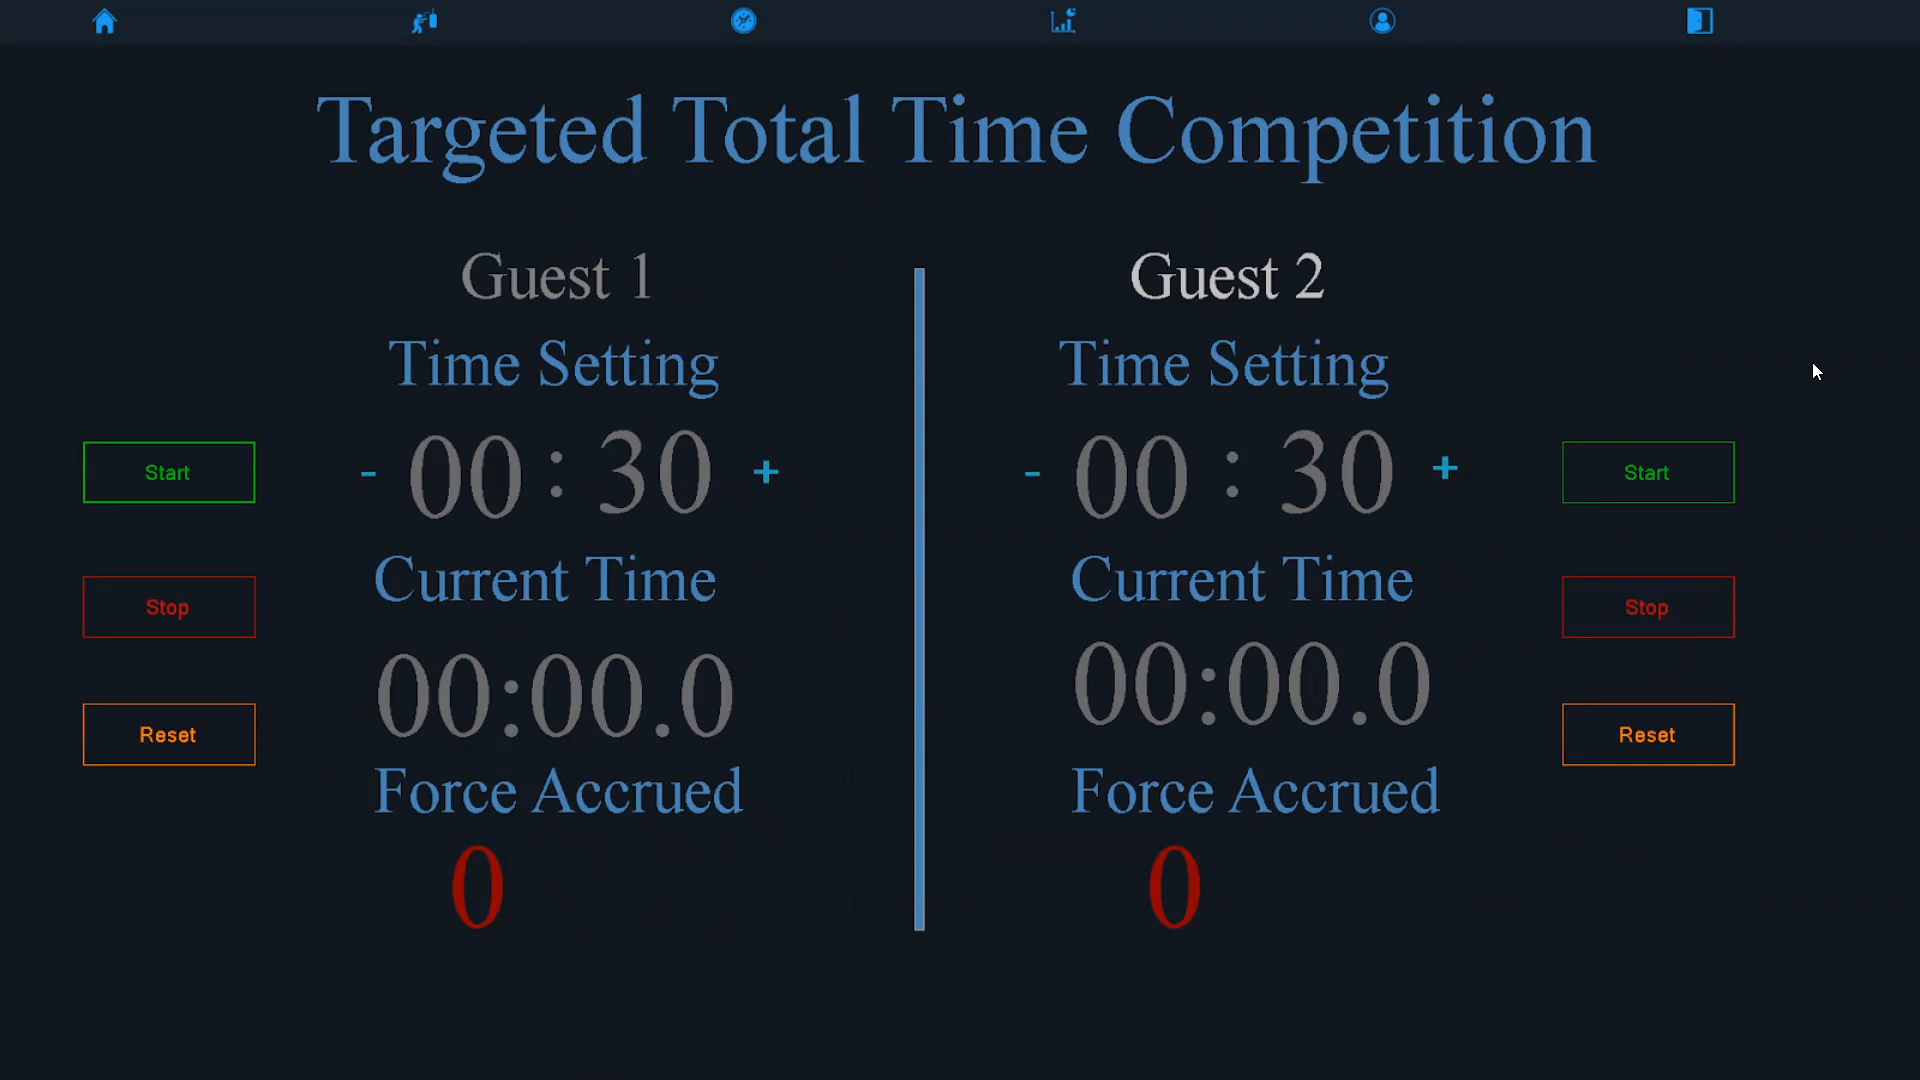 Targeted Total Time Competition
Guest 1
Time Setting
- 00 : 30 +
Current Time
00:00.0
Force Accrued
0
Start
Stop
Reset
Guest 2
Time Setting
- 00 : 30 +
Current Time
00:00.0
Force Accrued
0
Start
Stop
Reset